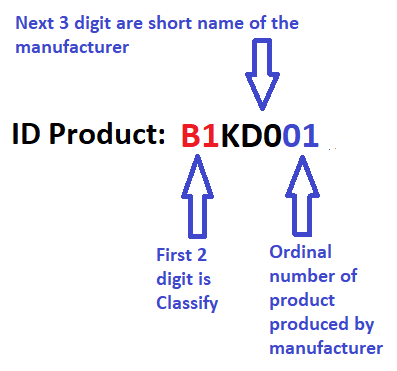 Next 3 digit are short name of the
manufacturer
ID Product: B1KD001
First 2
digit is
Classify
Ordinal
number of
product
produced by
manufacturer